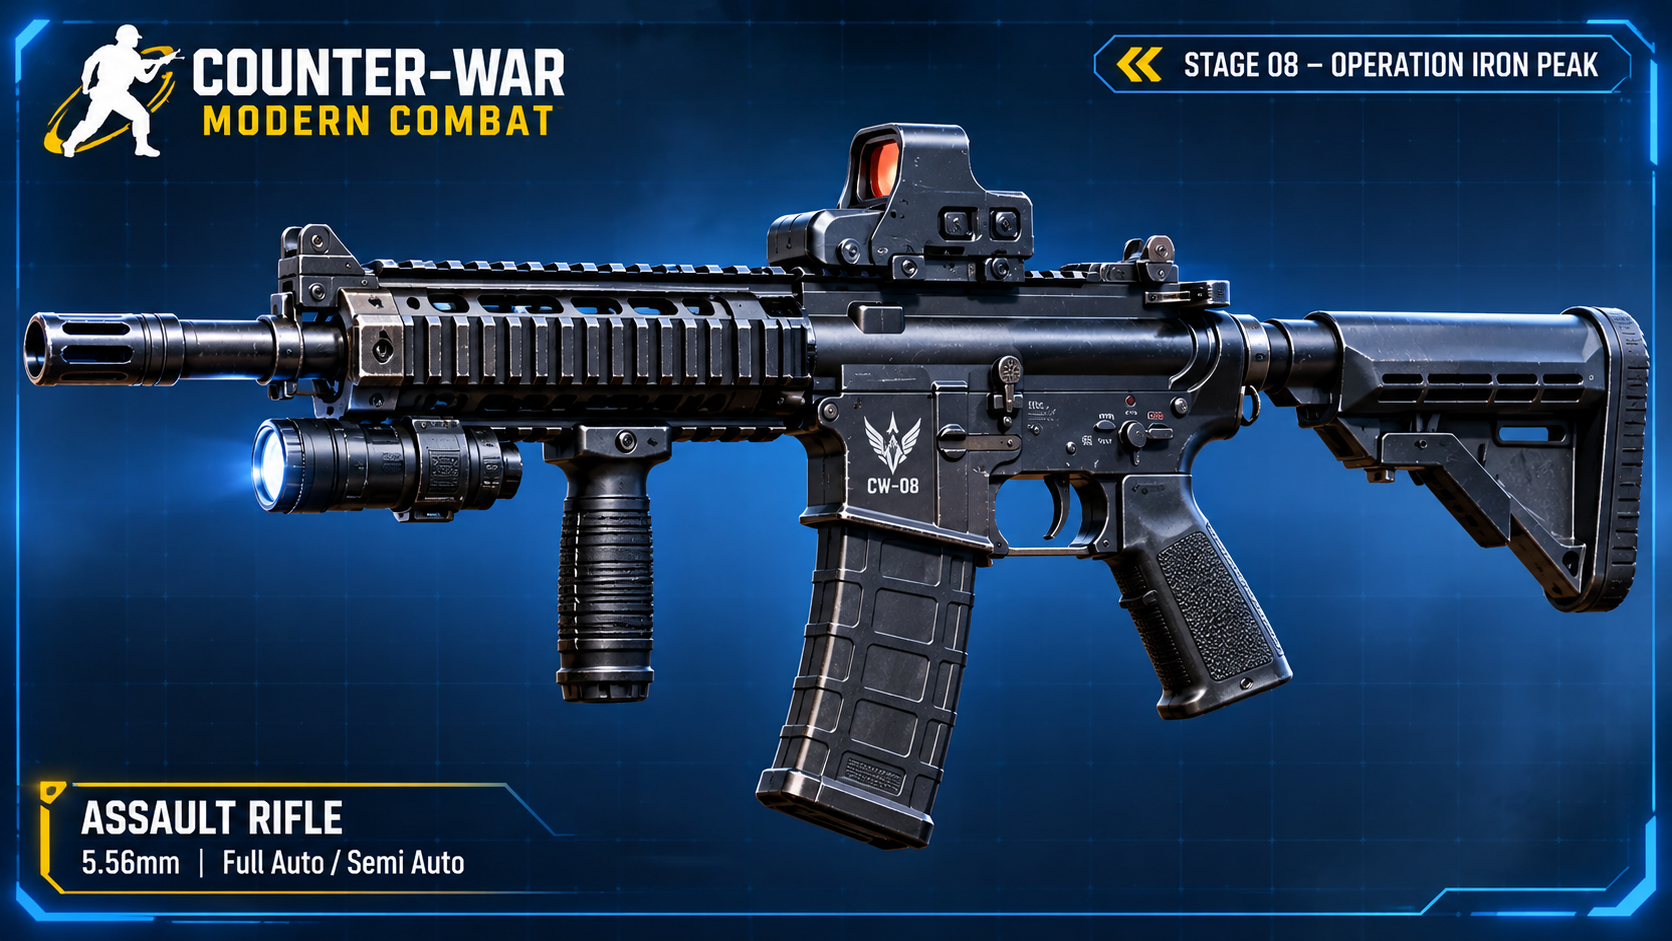 COUNTER-WAR
MODERN COMBAT
STAGE 08 – OPERATION IRON PEAK
CW-08
ASSAULT RIFLE
5.56mm | Full Auto / Semi Auto